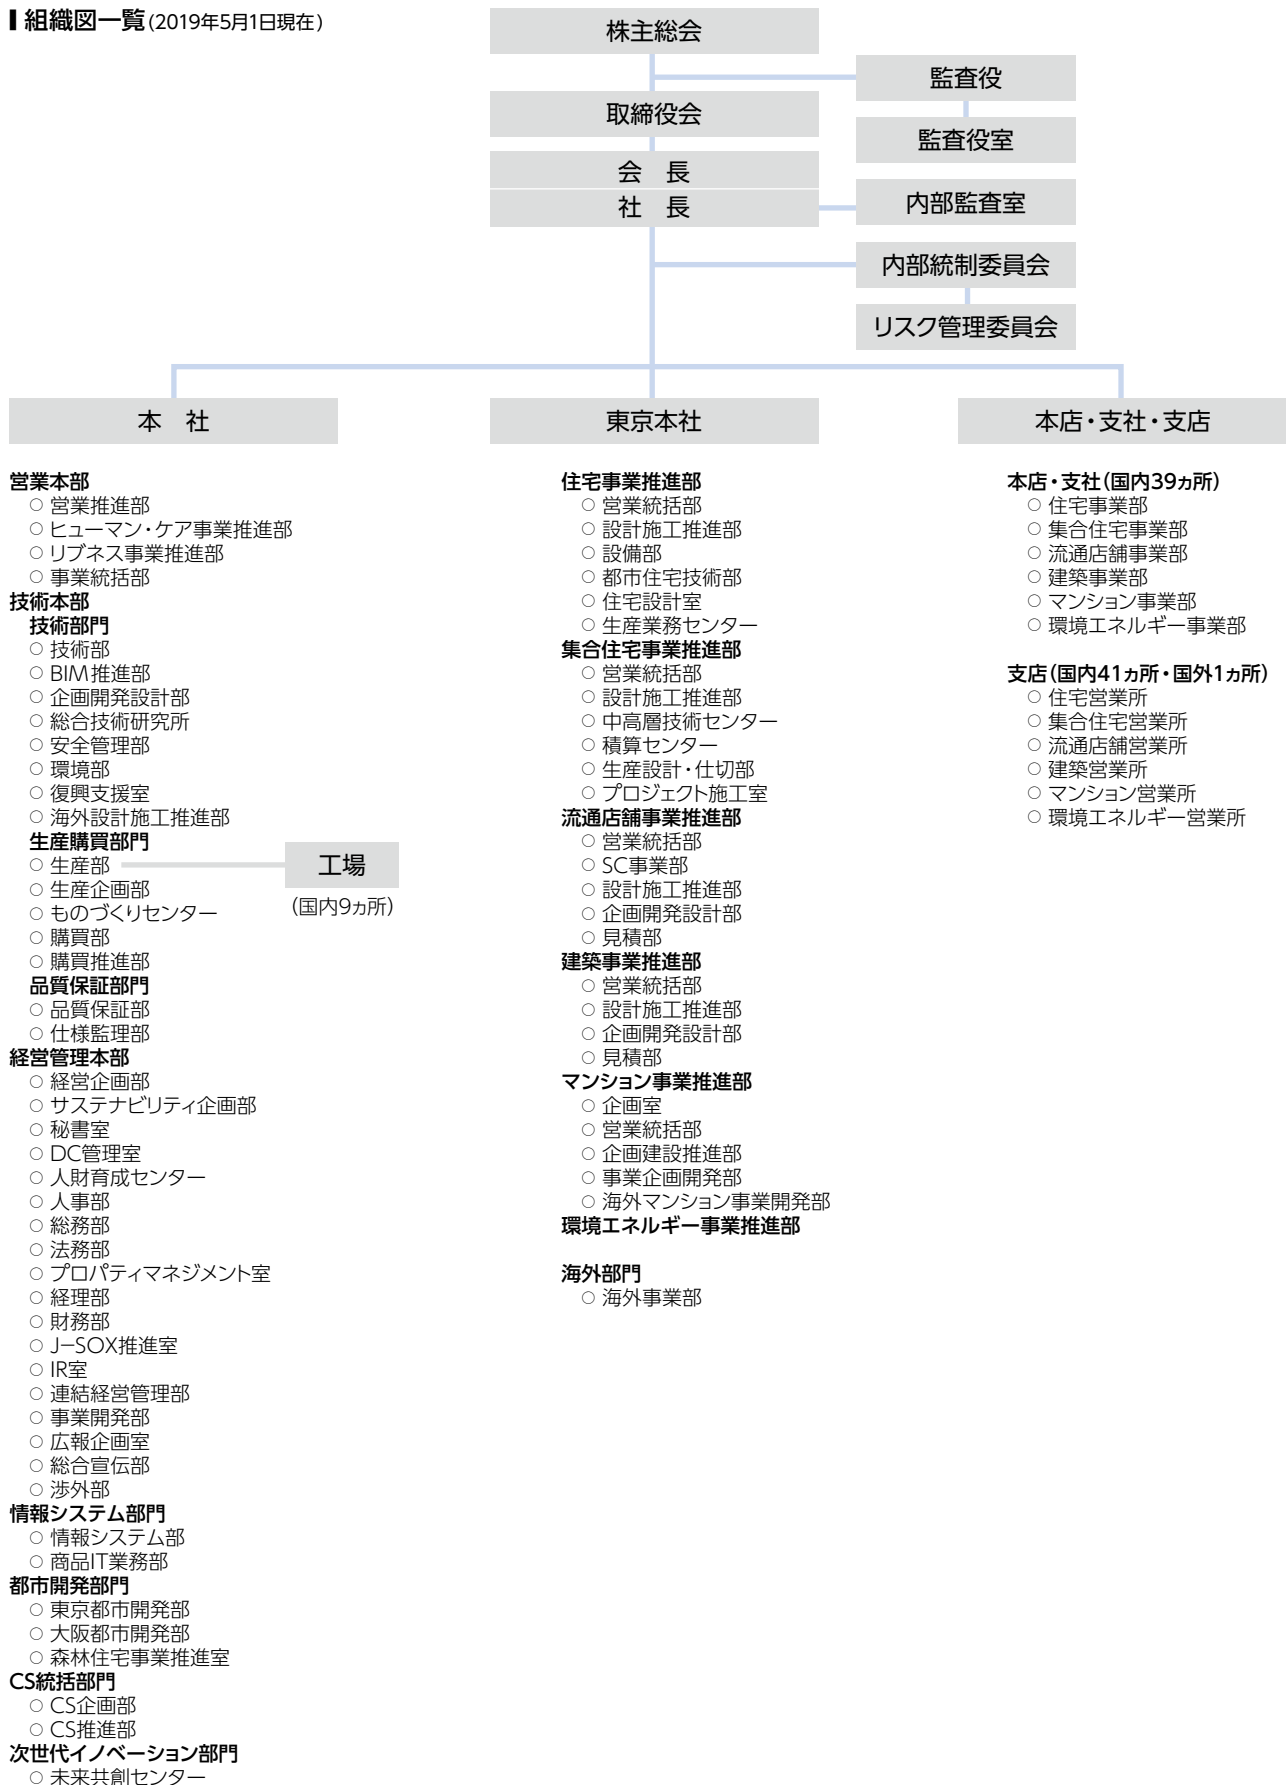 組織図一覧(2019年5月1日現在)
株主総会
監査役
取締役会
監査役室
会 長
社 長
内部監査室
内部統制委員会
リスク管理委員会
本 社
営業本部
○ 営業推進部
○ ヒューマン・ケア事業推進部
○ リブネス事業推進部
○ 事業統括部
技術本部
技術部門
○ 技術部
○ BIM推進部
○ 企画開発設計部
○ 総合技術研究所
○ 安全管理部
○ 環境部
○ 復興支援室
○ 海外設計施工推進部
生産購買部門
○ 生産部
工場
(国内9ヵ所)
○ 生産企画部
○ ものづくりセンター
○ 購買部
○ 購買推進部
品質保証部門
○ 品質保証部
○ 仕様監理部
経営管理本部
○ 経営企画部
○ サステナビリティ企画部
○ 秘書室
○ DC管理室
○ 人財育成センター
○ 人事部
○ 総務部
○ 法務部
○ プロパティマネジメント室
○ 経理部
○ 財務部
○ J−SOX推進室
○ IR室
○ 連結経営管理部
○ 事業開発部
○ 広報企画室
○ 総合宣伝部
○ 渉外部
情報システム部門
○ 情報システム部
○ 商品IT業務部
都市開発部門
○ 東京都市開発部
○ 大阪都市開発部
○ 森林住宅事業推進室
CS統括部門
○ CS企画部
○ CS推進部
次世代イノベーション部門
○ 未来共創センター
東京本社
住宅事業推進部
○ 営業統括部
○ 設計施工推進部
○ 設備部
○ 都市住宅技術部
○ 住宅設計室
○ 生産業務センター
集合住宅事業推進部
○ 営業統括部
○ 設計施工推進部
○ 中高層技術センター
○ 積算センター
○ 生産設計・仕切部
○ プロジェクト施工室
流通店舗事業推進部
○ 営業統括部
○ SC事業部
○ 設計施工推進部
○ 企画開発設計部
○ 見積部
建築事業推進部
○ 営業統括部
○ 設計施工推進部
○ 企画開発設計部
○ 見積部
マンション事業推進部
○ 企画室
○ 営業統括部
○ 企画建設推進部
○ 事業企画開発部
○ 海外マンション事業開発部
環境エネルギー事業推進部
海外部門
○ 海外事業部
本店・支社・支店
本店・支社(国内39ヵ所)
○ 住宅事業部
○ 集合住宅事業部
○ 流通店舗事業部
○ 建築事業部
○ マンション事業部
○ 環境エネルギー事業部
支店(国内41ヵ所・国外1ヵ所)
○ 住宅営業所
○ 集合住宅営業所
○ 流通店舗営業所
○ 建築営業所
○ マンション営業所
○ 環境エネルギー営業所